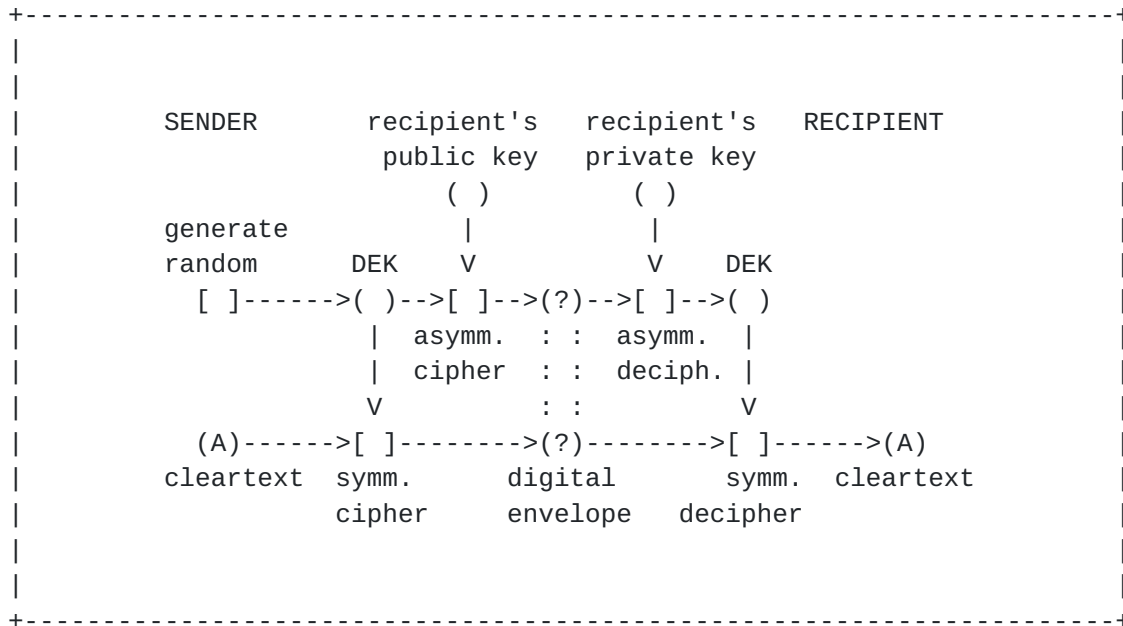 +-----------------------------------------------------------------------+
|                                                                       |
|                                                                       |
|         SENDER       recipient's   recipient's   RECIPIENT            |
|                       public key   private key                        |
|                           ( )         ( )                             |
|         generate            |           |                             |
|         random      DEK    V           V    DEK                       |
|           [ ]------>( )-->[ ]-->(?)-->[ ]-->( )                       |
|                      |  asymm.  : :  asymm.  |                        |
|                      |  cipher  : :  deciph. |                        |
|                      V          : :          V                        |
|           (A)------>[ ]-------->(?)-------->[ ]------>(A)             |
|         cleartext  symm.      digital       symm.  cleartext          |
|                    cipher     envelope   decipher                     |
|                                                                       |
|                                                                       |
+-----------------------------------------------------------------------+